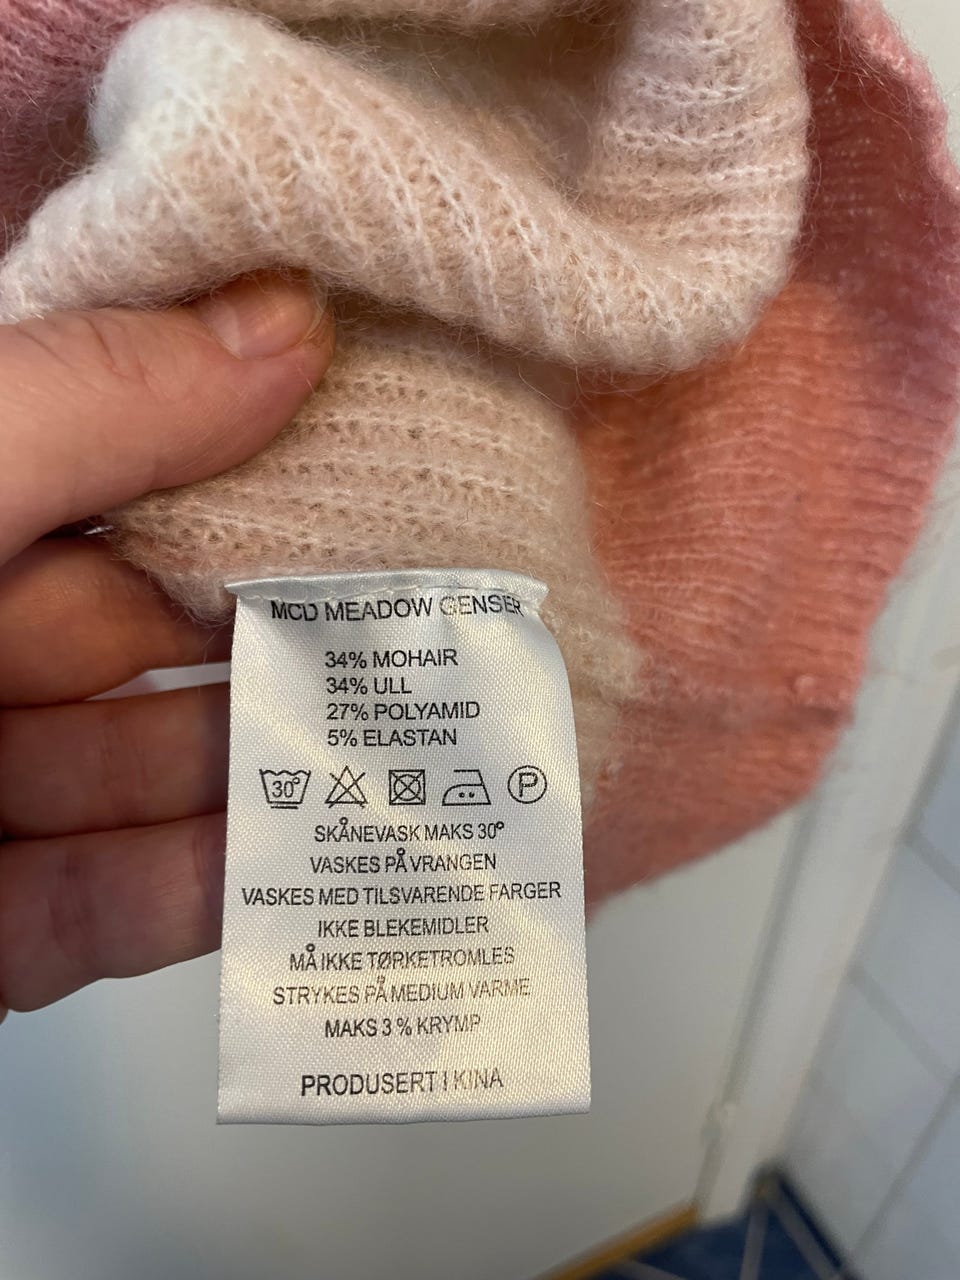 MCD MEADOW GENSER
34% MOHAIR
34% ULL
27% POLYAMID
5% ELASTAN
30° P
SKÅNEVASK MAKS 30°
VASKES PÅ VRANGEN
VASKES MED TILSVARENDE FARGER
IKKE BLEKEMIDLER
MÅ IKKE TØRKETROMLES
STRYKES PÅ MEDIUM VARME
MAKS 3 % KRYMP
PRODUSERT I KINA